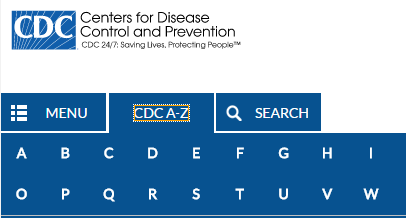 CDC
Centers for Disease
Control and Prevention
CDC 24/7: Saving Lives, Protecting People™
MENU CDC A-Z SEARCH
A B C D E F G H I
O P Q R S T U V W